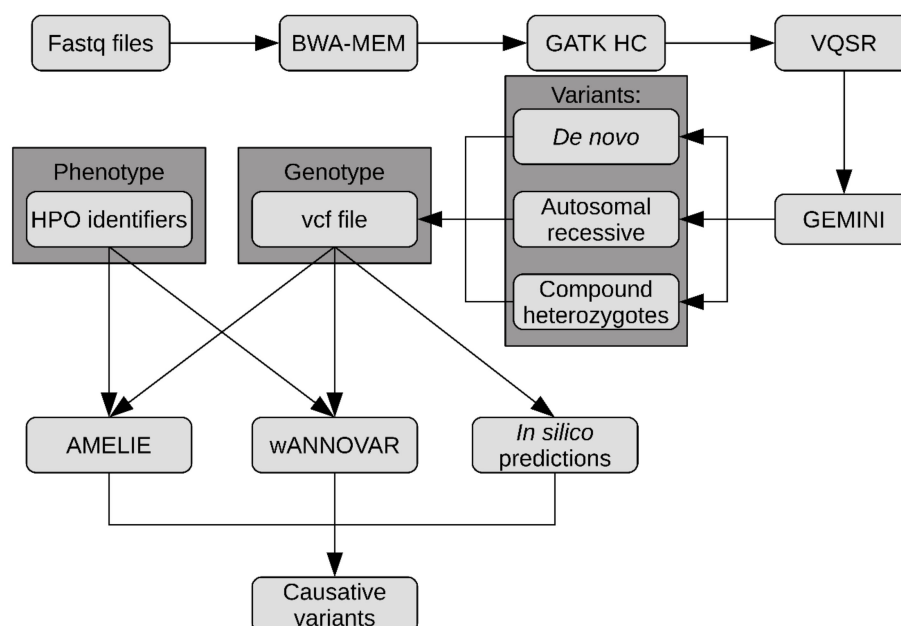 Fastq files
BWA-MEM
GATK HC
VQSR
Variants:
De novo
Phenotype
Genotype
HPO identifiers
vcf file
Autosomal
recessive
GEMINI
Compound
heterozygotes
AMELIE
wANNOVAR
In silico
predictions
Causative
variants